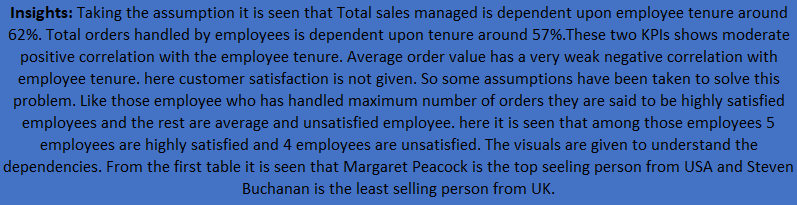 Insights: Taking the assumption it is seen that Total sales managed is dependent upon employee tenure around
62%. Total orders handled by employees is dependent upon tenure around 57%.These two KPIs shows moderate
positive correlation with the employee tenure. Average order value has a very weak negative correlation with
employee tenure. here customer satisfaction is not given. So some assumptions have been taken to solve this
problem. Like those employee who has handled maximum number of orders they are said to be highly satisfied
employees and the rest are average and unsatisfied employee. here it is seen that among those employees 5
employees are highly satisfied and 4 employees are unsatisfied. The visuals are given to understand the
dependencies. From the first table it is seen that Margaret Peacock is the top seeling person from USA and Steven
Buchanan is the least selling person from UK.